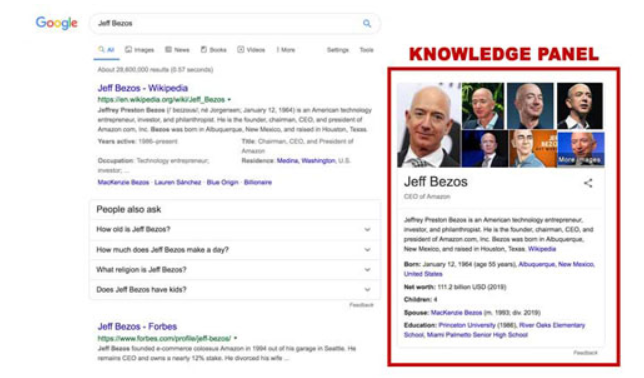 Google
Jeff Bezos
All Images News Books Videos More Settings Tools
About 28,600,000 results (0.57 seconds)
Jeff Bezos - Wikipedia
https://en.wikipedia.org/wiki/Jeff_Bezos
Jeffrey Preston Bezos (/ˈbeɪzoʊs/; né Jorgensen; January 12, 1964) is an American technology
entrepreneur, investor, and philanthropist. He is the founder, chairman, CEO, and president of
Amazon.com, Inc. Bezos was born in Albuquerque, New Mexico, and raised in Houston, Texas.
Years active: 1986–present
Title: Chairman, CEO, and President of
Amazon
Occupation: Technology entrepreneur;
investor; ...
Residence: Medina, Washington, U.S.
MacKenzie Bezos · Lauren Sánchez · Blue Origin · Billionaire
People also ask
How old is Jeff Bezos?
How much does Jeff Bezos make a day?
What religion is Jeff Bezos?
Does Jeff Bezos have kids?
Feedback
Jeff Bezos - Forbes
https://www.forbes.com/profile/jeff-bezos/
Jeff Bezos founded e-commerce colossus Amazon in 1994 out of his garage in Seattle. He
remains CEO and owns a nearly 12% stake. He divorced his wife ...
KNOWLEDGE PANEL
More images
Jeff Bezos
CEO of Amazon
Jeffrey Preston Bezos is an American technology entrepreneur,
investor, and philanthropist. He is the founder, chairman, CEO, and
president of Amazon.com, Inc. Bezos was born in Albuquerque,
New Mexico, and raised in Houston, Texas. Wikipedia
Born: January 12, 1964 (age 55 years), Albuquerque, New Mexico,
United States
Net worth: 111.2 billion USD (2019)
Children: 4
Spouse: MacKenzie Bezos (m. 1993; div. 2019)
Education: Princeton University (1986), River Oaks Elementary
School, Miami Palmetto Senior High School
Feedback